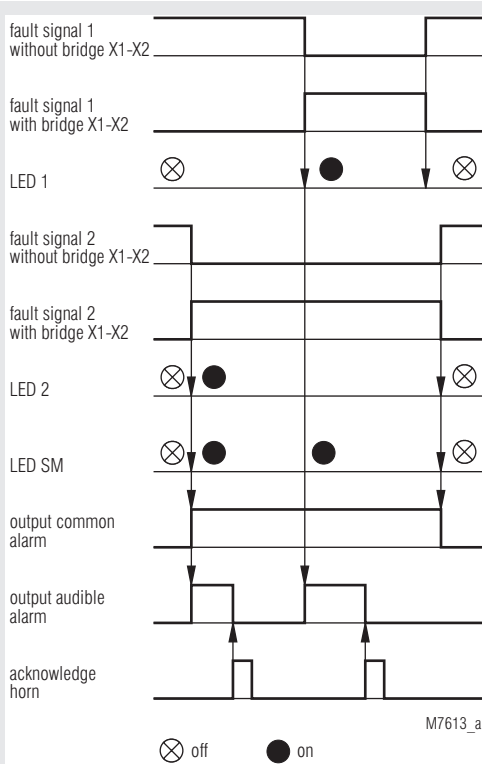 fault signal 1
without bridge X1-X2
fault signal 1
with bridge X1-X2
LED 1
fault signal 2
without bridge X1-X2
fault signal 2
with bridge X1-X2
LED 2
LED SM
output common
alarm
output audible
alarm
acknowledge
horn
M7613_a
off
on